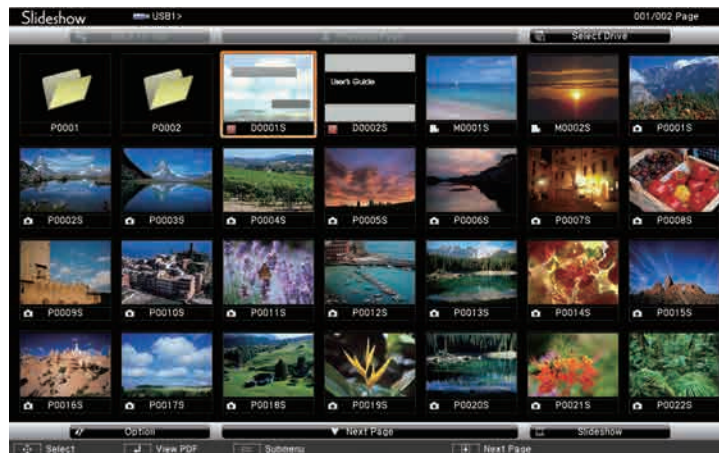 Slideshow USB1> 001/002 Page
Select Drive
P0001 P0002 D0001S D0002S M0001S M0002S P0001S
User's Guide
P0002S P0003S P0004S P0005S P0006S P0007S P0008S
P0009S P0010S P0011S P0012S P0013S P0014S P0015S
P0016S P0017S P0018S P0019S P0020S P0021S P0022S
Option Next Page Slideshow
Select View PDF Submenu Next Page